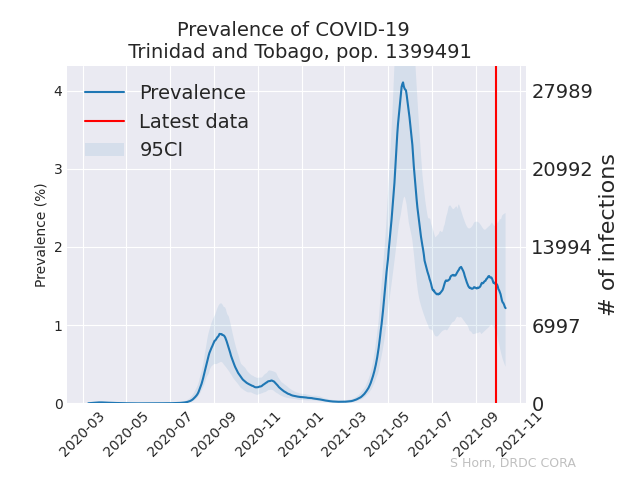 Prevalence of COVID-19
Trinidad and Tobago, pop. 1399491
Prevalence
Latest data
95CI
Prevalence (%)
4
3
2
1
0
27989
20992
13994
6997
0
# of infections
2020-03
2020-05
2020-07
2020-09
2020-11
2021-01
2021-03
2021-05
2021-07
2021-09
2021-11
S Horn, DRDC CORA